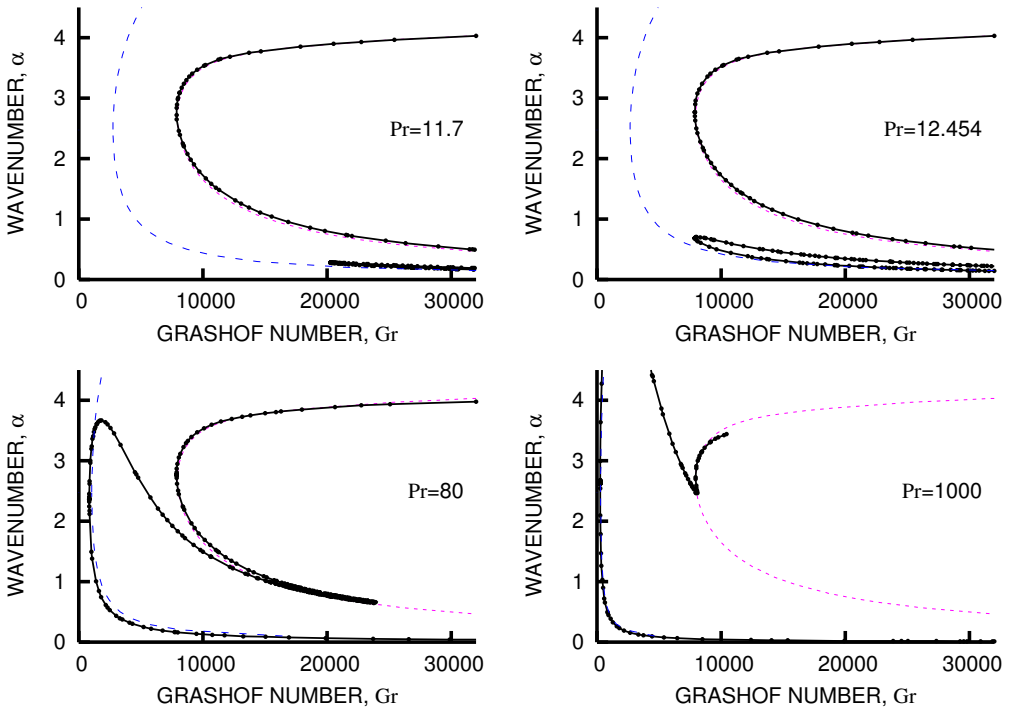 WAVENUMBER, α
4
3
2
1
0
Pr=11.7
0 10000 20000 30000
GRASHOF NUMBER, Gr
WAVENUMBER, α
4
3
2
1
0
Pr=12.454
0 10000 20000 30000
GRASHOF NUMBER, Gr
WAVENUMBER, α
4
3
2
1
0
Pr=80
0 10000 20000 30000
GRASHOF NUMBER, Gr
WAVENUMBER, α
4
3
2
1
0
Pr=1000
0 10000 20000 30000
GRASHOF NUMBER, Gr